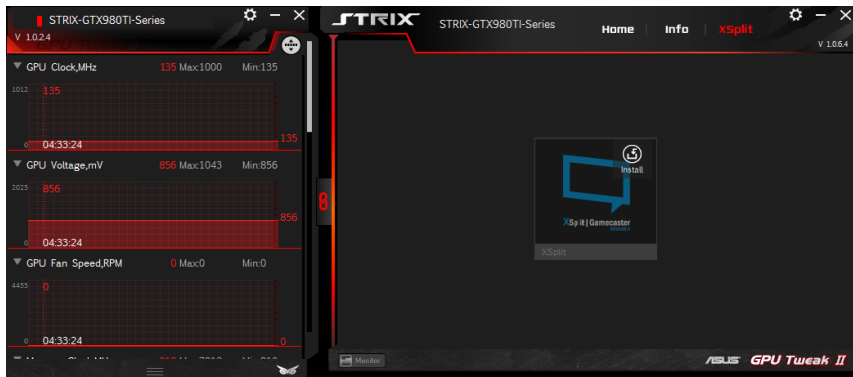 STRIX-GTX980TI-Series
V 1.0.2.4
GPU Clock,MHz 135 Max:1000 Min:135
1012 135
135
0 04:33:24
GPU Voltage,mV 856 Max:1043 Min:856
2025 856
856
0 04:33:24
GPU Fan Speed,RPM 0 Max:0 Min:0
4455 0
0
0 04:33:24
STRIX STRIX-GTX980TI-Series Home Info XSplit
V 1.0.6.4
Install
XSplit | Gamecaster
XSplit
Monitor
ASUS GPU Tweak II